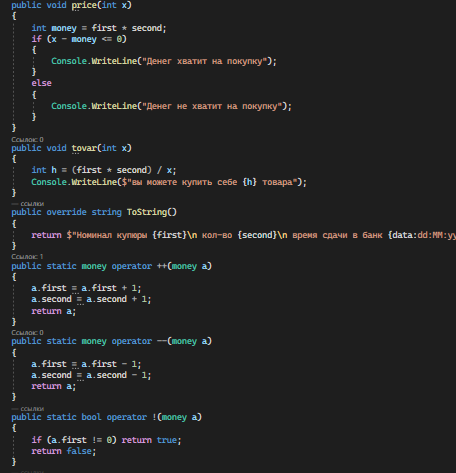 public void price(int x)
{
int money = first * second;
if (x - money <= 0)
{
Console.WriteLine("Денег хватит на покупку");
}
else
{
Console.WriteLine("Денег не хватит на покупку");
}
}
Ссылок: 0
public void tovar(int x)
{
int h = (first * second) / x;
Console.WriteLine($"вы можете купить себе {h} товара");
}
— ссылки
public override string ToString()
{
return $"Номинал купюры {first}\n кол-во {second}\n время сдачи в банк {data:dd:MM:yy
}
Ссылок: 1
public static money operator ++(money a)
{
a.first = a.first + 1;
a.second = a.second + 1;
return a;
}
Ссылок: 0
public static money operator --(money a)
{
a.first = a.first - 1;
a.second = a.second - 1;
return a;
}
— ссылки
public static bool operator !(money a)
{
if (a.first != 0) return true;
return false;
}
— ссылки